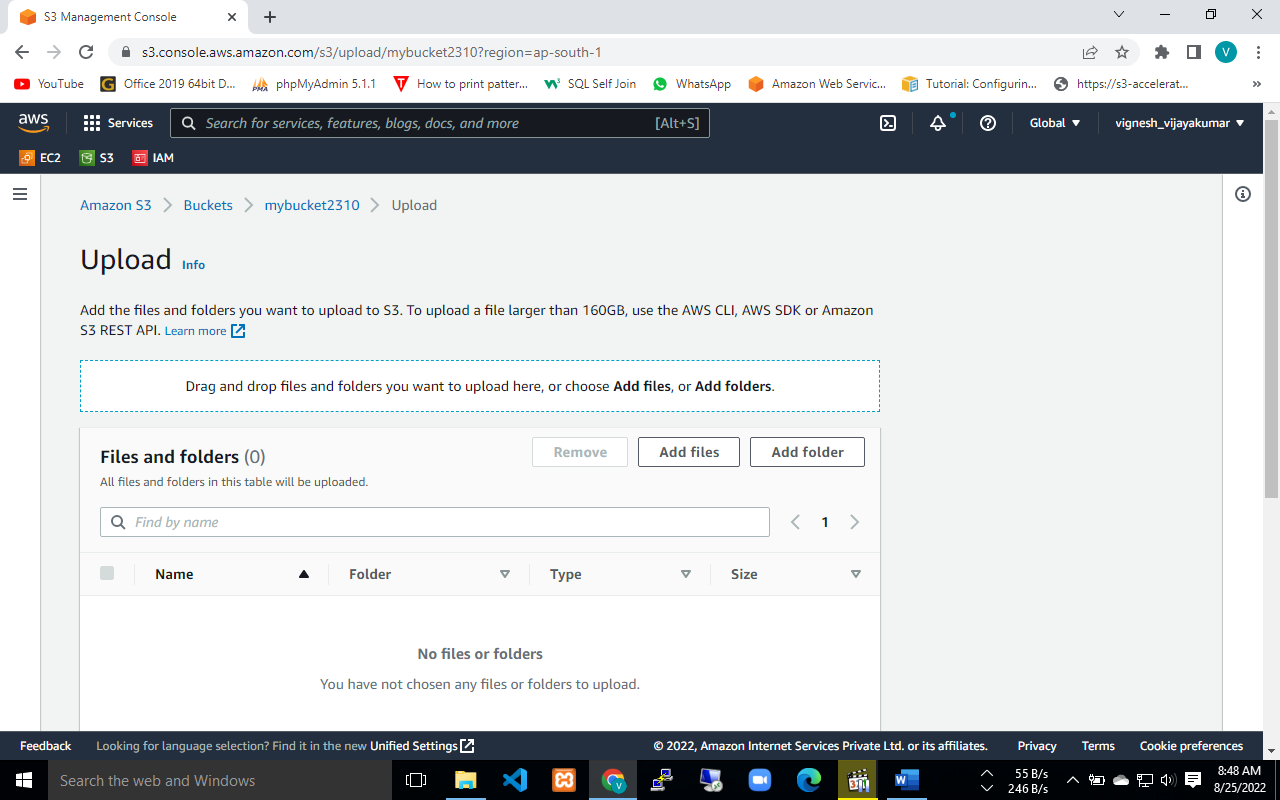 S3 Management Console
s3.console.aws.amazon.com/s3/upload/mybucket2310?region=ap-south-1
V
YouTube
Office 2019 64bit D...
phpMyAdmin 5.1.1
How to print patter...
SQL Self Join
WhatsApp
Amazon Web Servic...
Tutorial: Configurin...
https://s3-accelerat...
»
aws
Services
Search for services, features, blogs, docs, and more
[Alt+S]
Global
vignesh_vijayakumar
EC2
S3
IAM
Amazon S3
Buckets
mybucket2310
Upload
Upload
Info
Add the files and folders you want to upload to S3. To upload a file larger than 160GB, use the AWS CLI, AWS SDK or Amazon
S3 REST API. Learn more
Drag and drop files and folders you want to upload here, or choose Add files, or Add folders.
Files and folders (0)
Remove
Add files
Add folder
All files and folders in this table will be uploaded.
Find by name
1
Name
Folder
Type
Size
No files or folders
You have not chosen any files or folders to upload.
Feedback
Looking for language selection? Find it in the new Unified Settings
© 2022, Amazon Internet Services Private Ltd. or its affiliates.
Privacy
Terms
Cookie preferences
Search the web and Windows
55 B/s
246 B/s
8:48 AM
8/25/2022